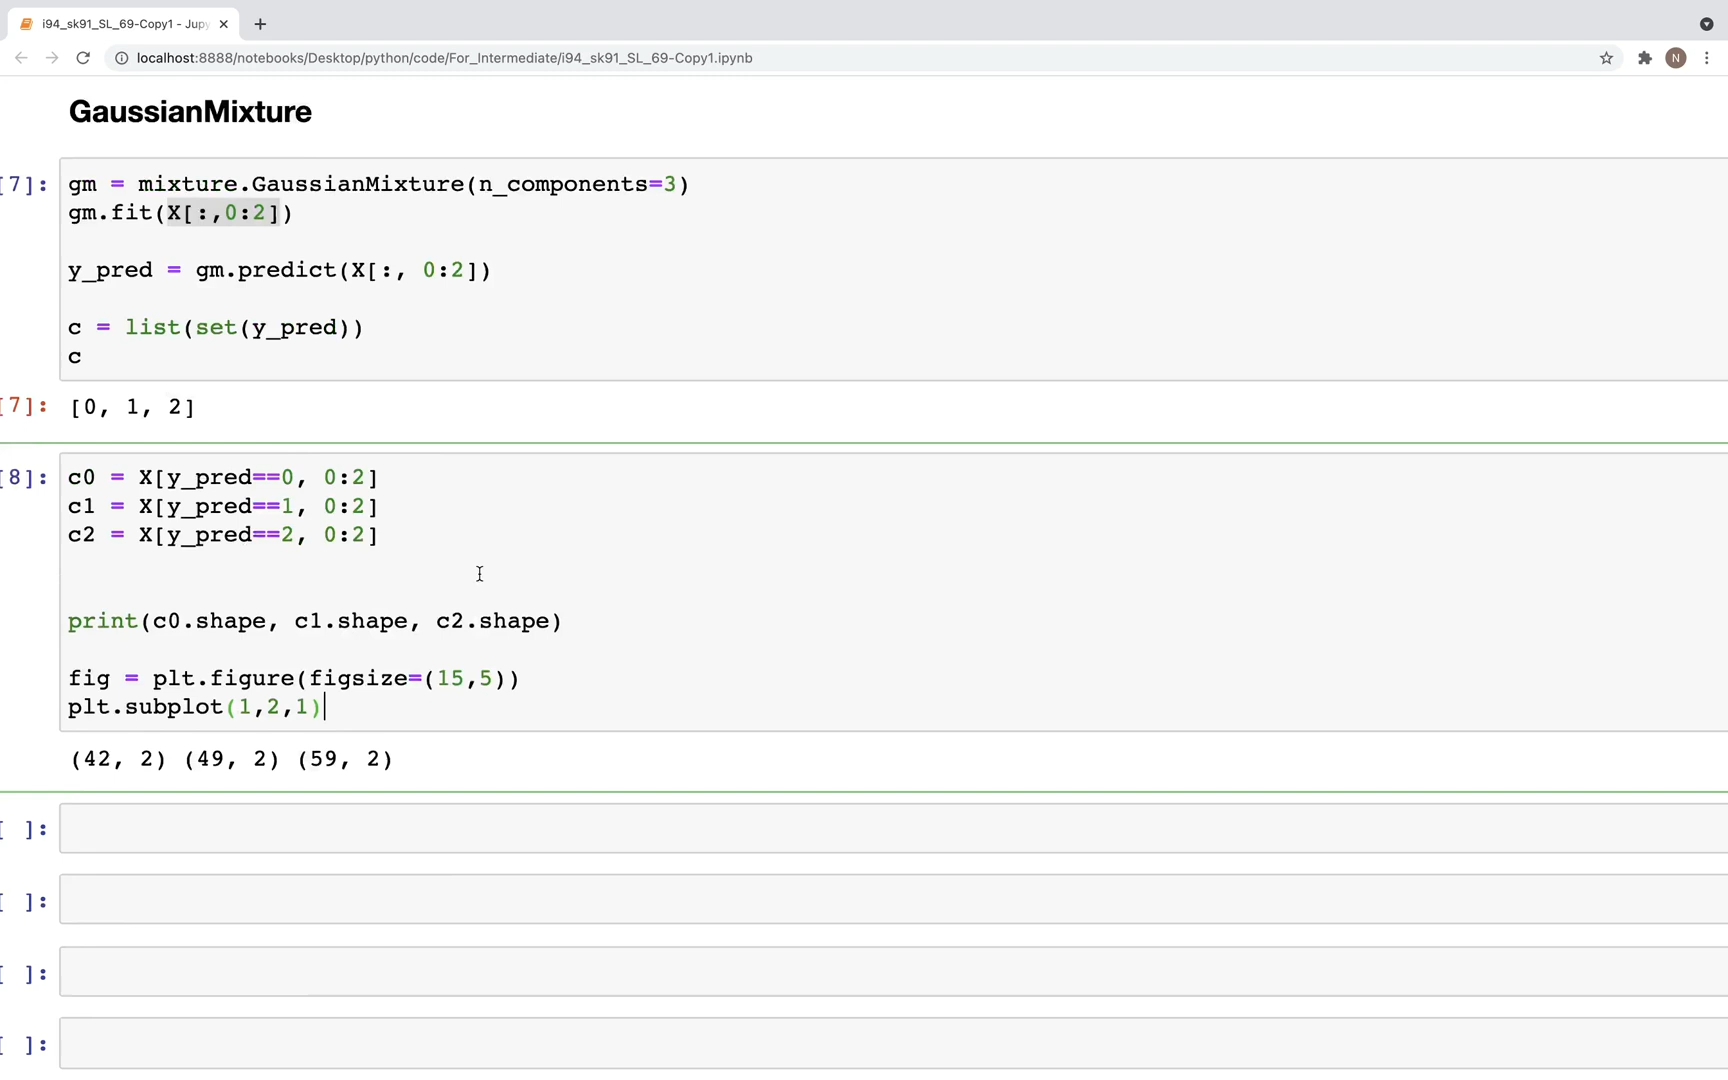 i94_sk91_SL_69-Copy1 - Jupy
localhost:8888/notebooks/Desktop/python/code/For_Intermediate/i94_sk91_SL_69-Copy1.ipynb
N
GaussianMixture
[7]: gm = mixture.GaussianMixture(n_components=3)
gm.fit(X[:,0:2])
y_pred = gm.predict(X[:, 0:2])
c = list(set(y_pred))
c
[7]: [0, 1, 2]
[8]: c0 = X[y_pred==0, 0:2]
c1 = X[y_pred==1, 0:2]
c2 = X[y_pred==2, 0:2]
print(c0.shape, c1.shape, c2.shape)
fig = plt.figure(figsize=(15,5))
plt.subplot(1,2,1)
(42, 2) (49, 2) (59, 2)
[ ]:
[ ]:
[ ]:
[ ]: